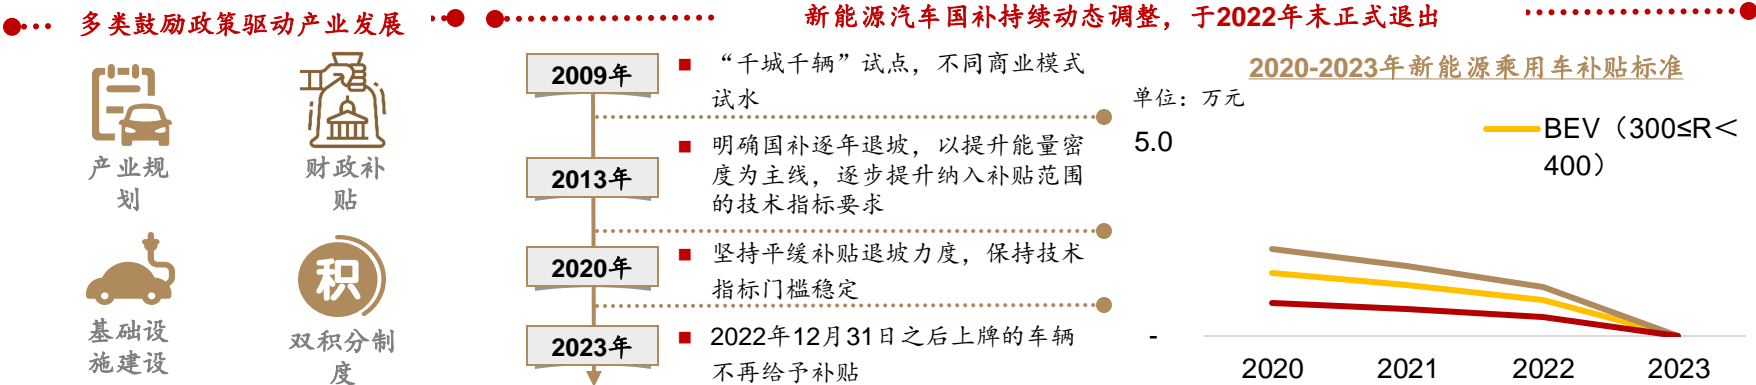 多类鼓励政策驱动产业发展
产业规
划
财政补
贴
基础设
施建设
积
双积分制
度
新能源汽车国补持续动态调整，于2022年末正式退出
2009年
“千城千辆”试点，不同商业模式
试水
2013年
明确国补逐年退坡，以提升能量密
度为主线，逐步提升纳入补贴范围
的技术指标要求
2020年
坚持平缓补贴退坡力度，保持技术
指标门槛稳定
2023年
2022年12月31日之后上牌的车辆
不再给予补贴
2020-2023年新能源乘用车补贴标准
单位：万元
5.0
BEV（300≤R＜
400）
-
2020
2021
2022
2023